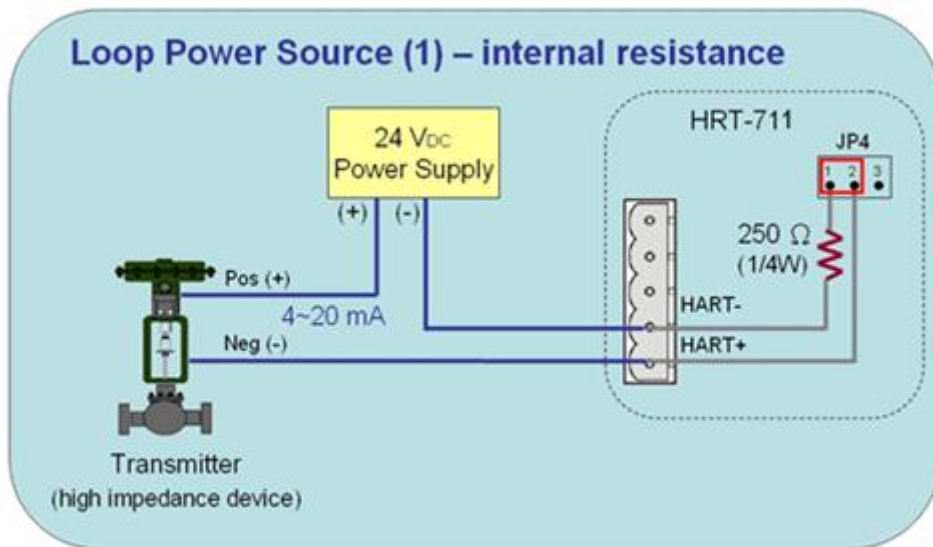 Loop Power Source (1) – internal resistance
24 VDC
Power Supply
(+) (-)
HRT-711
JP4
1 2 3
250 Ω
(1/4W)
Pos (+)
4~20 mA
HART-
Neg (-)
HART+
Transmitter
(high impedance device)